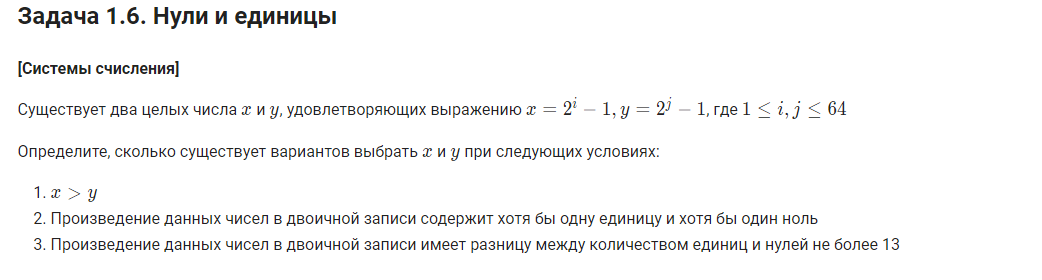 Задача 1.6. Нули и единицы
[Системы счисления]
Существует два целых числа x и y, удовлетворяющих выражению x = 2^i − 1, y = 2^j − 1, где 1 ≤ i, j ≤ 64
Определите, сколько существует вариантов выбрать x и y при следующих условиях:
1. x > y
2. Произведение данных чисел в двоичной записи содержит хотя бы одну единицу и хотя бы один ноль
3. Произведение данных чисел в двоичной записи имеет разницу между количеством единиц и нулей не более 13